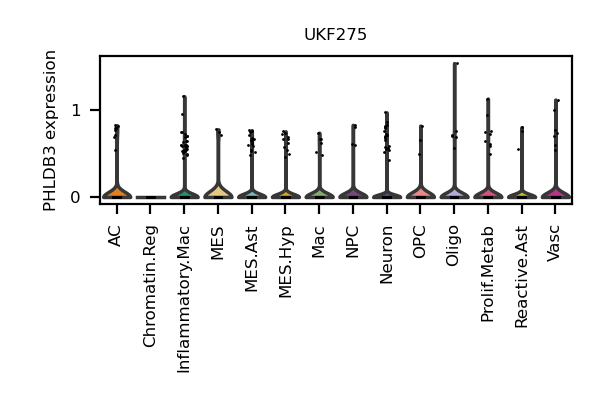 UKF275
PHLDB3 expression
1
0
AC
Chromatin.Reg
Inflammatory.Mac
MES
MES.Ast
MES.Hyp
Mac
NPC
Neuron
OPC
Oligo
Prolif.Metab
Reactive.Ast
Vasc